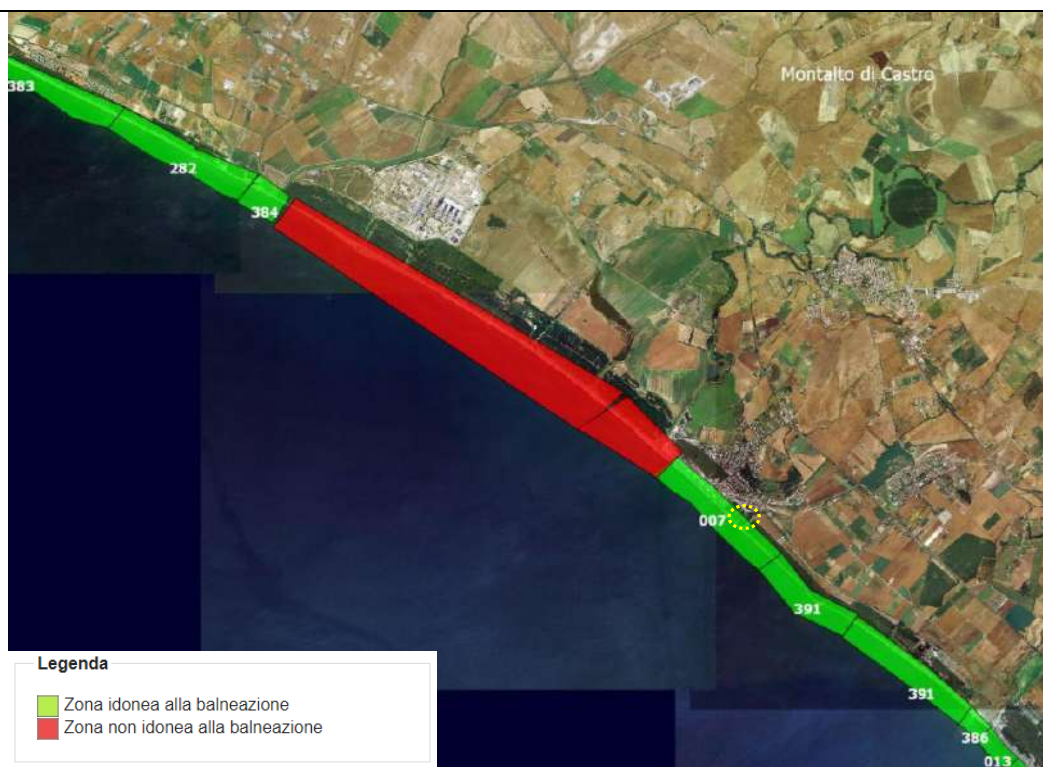 Montalto di Castro
383
282
384
007
391
391
386
013
Legenda
Zona idonea alla balneazione
Zona non idonea alla balneazione